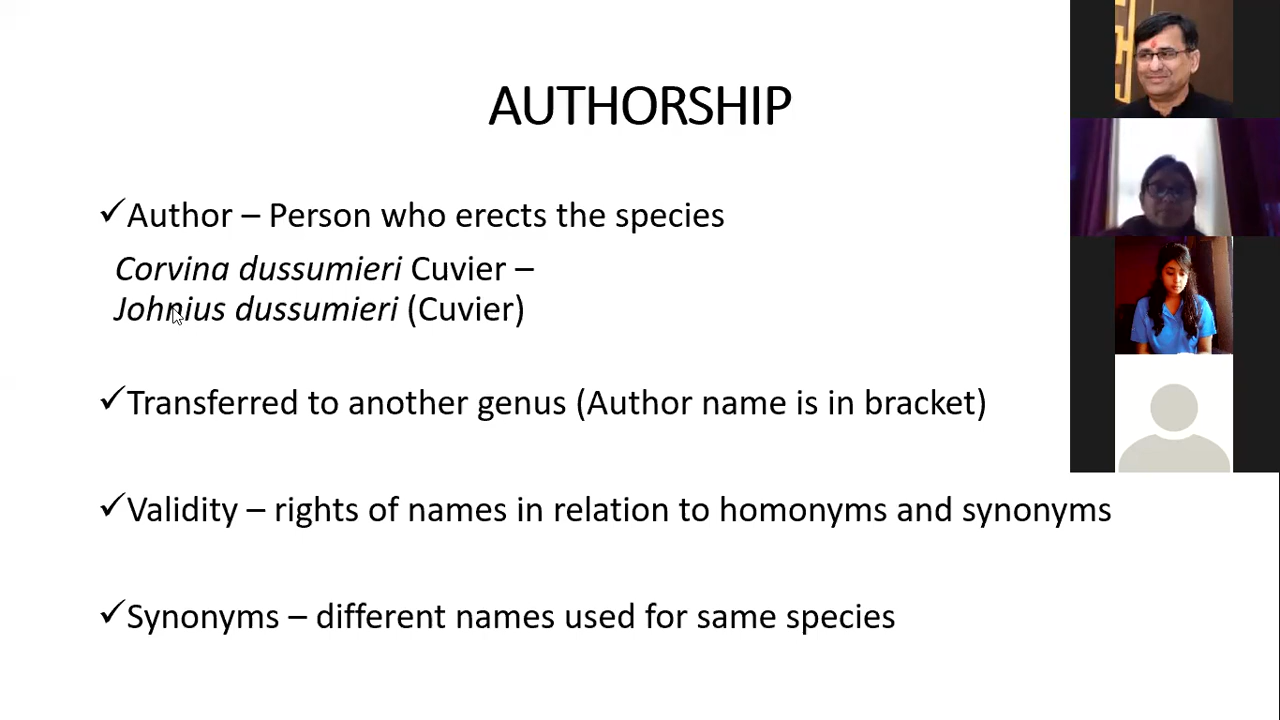 AUTHORSHIP
✓Author – Person who erects the species
Corvina dussumieri Cuvier –
Johnius dussumieri (Cuvier)
✓Transferred to another genus (Author name is in bracket)
✓Validity – rights of names in relation to homonyms and synonyms
✓Synonyms – different names used for same species